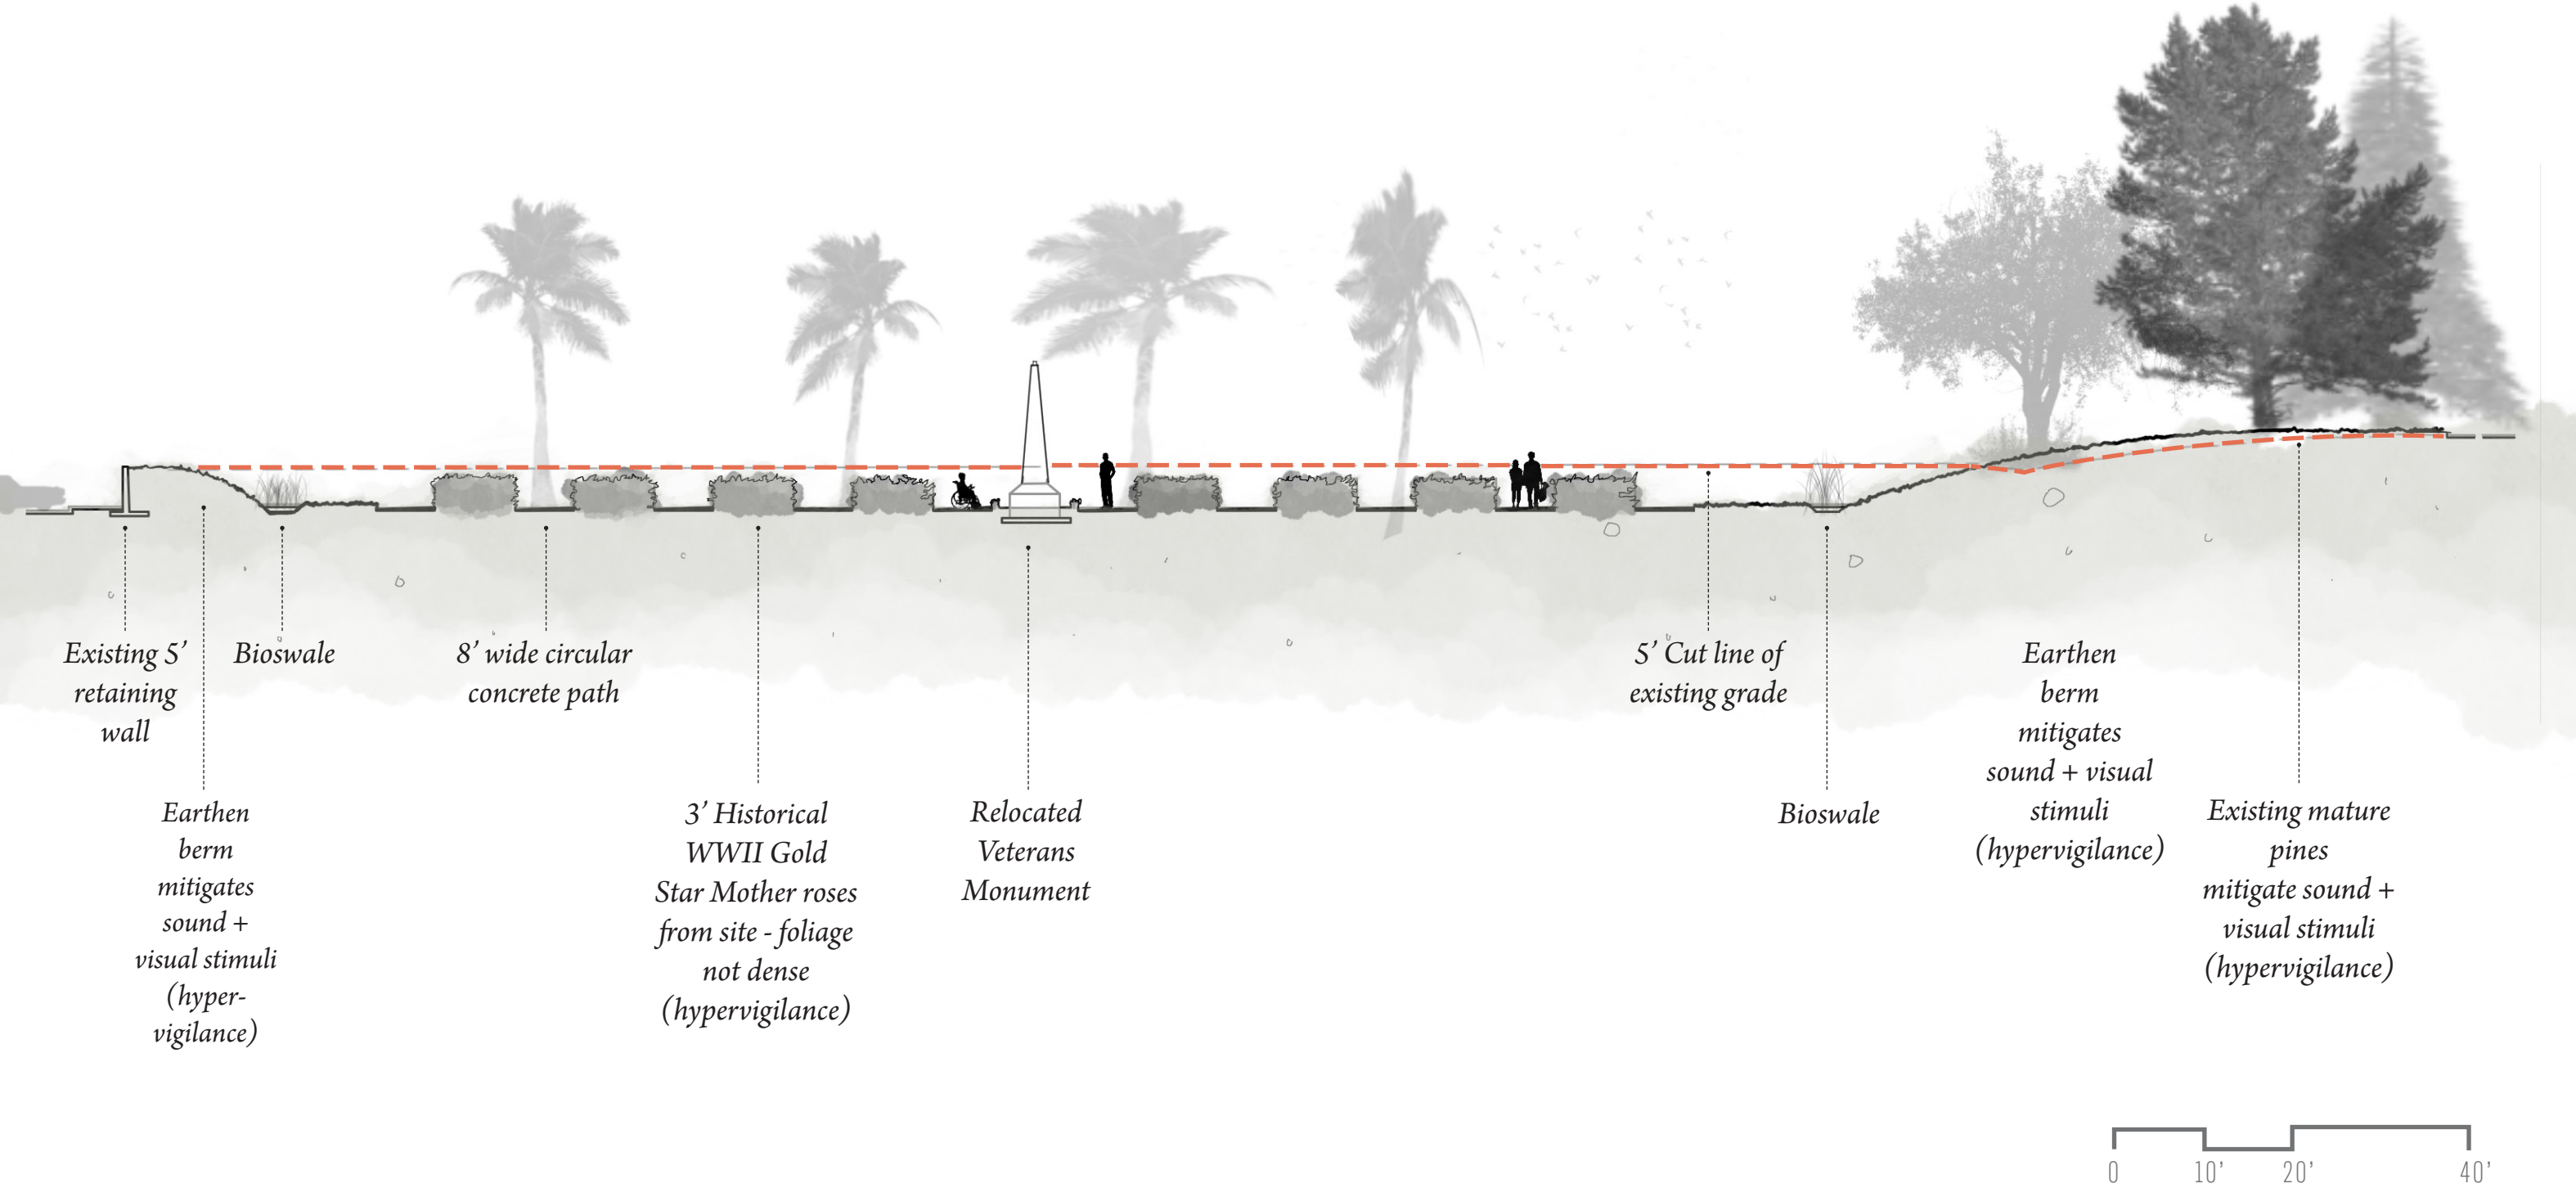 Existing 5’
retaining
wall
Earthen
berm
mitigates
sound +
visual stimuli
(hyper-
vigilance)
Bioswale
8’ wide circular
concrete path
3’ Historical
WWII Gold
Star Mother roses
from site - foliage
not dense
(hypervigilance)
Relocated
Veterans
Monument
5’ Cut line of
existing grade
Bioswale
Earthen
berm
mitigates
sound + visual
stimuli
(hypervigilance)
Existing mature
pines
mitigate sound +
visual stimuli
(hypervigilance)
0 10’ 20’ 40’